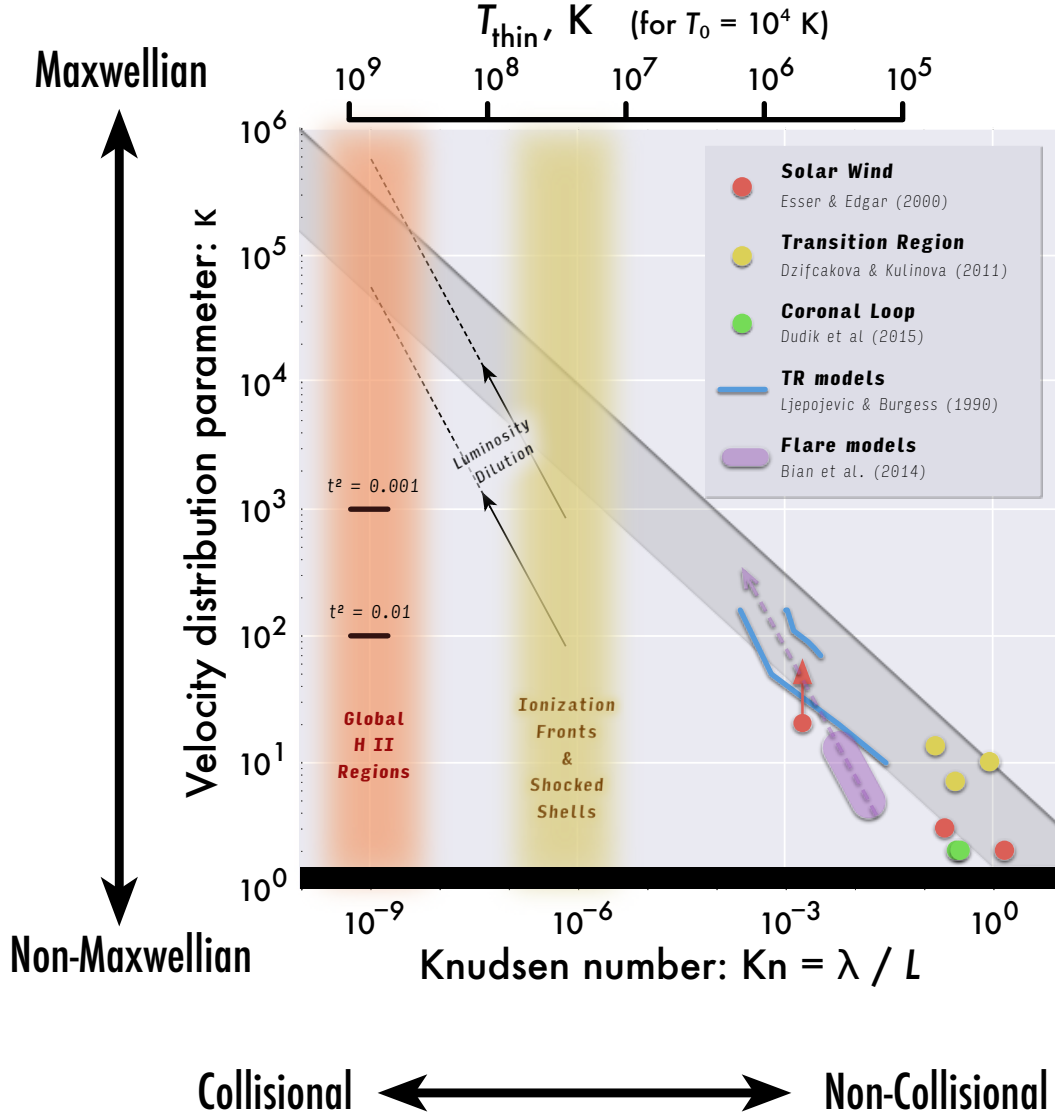 T_thin, K (for T₀ = 10⁴ K)
Maxwellian
10⁹ 10⁸ 10⁷ 10⁶ 10⁵
10⁶
10⁵
10⁴
10³
10²
10¹
10⁰
Velocity distribution parameter: κ
Solar Wind
Esser & Edgar (2000)
Transition Region
Dzifcakova & Kulinova (2011)
Coronal Loop
Dudik et al (2015)
TR models
Ljepojevic & Burgess (1990)
Flare models
Bian et al. (2014)
Luminosity
Dilution
t² = 0.001
t² = 0.01
Global
H II
Regions
Ionization
Fronts
&
Shocked
Shells
10⁻⁹ 10⁻⁶ 10⁻³ 10⁰
Non-Maxwellian
Knudsen number: Kn = λ / L
Collisional
Non-Collisional